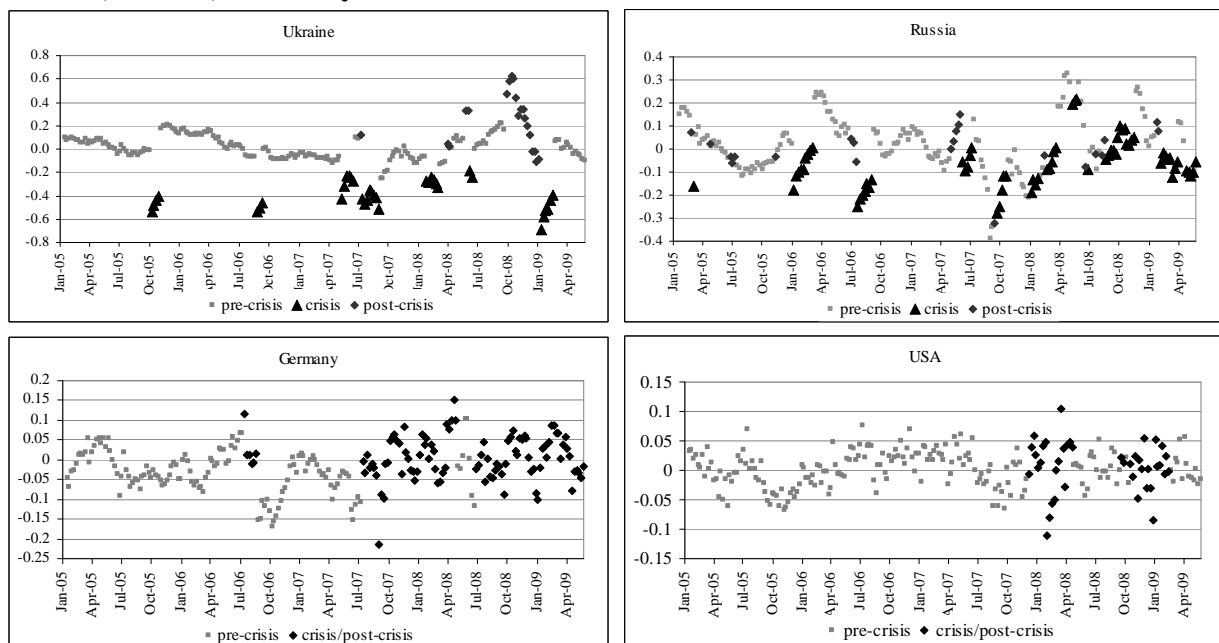 Ukraine
0.8
0.6
0.4
0.2
0.0
-0.2
-0.4
-0.6
-0.8
Jan-05
Apr-05
Jul-05
Oct-05
Jan-06
Apr-06
Jul-06
Oct-06
Jan-07
Apr-07
Jul-07
Oct-07
Jan-08
Apr-08
Jul-08
Oct-08
Jan-09
Apr-09
pre-crisis crisis post-crisis
Russia
0.4
0.3
0.2
0.1
0
-0.1
-0.2
-0.3
-0.4
Jan-05
Apr-05
Jul-05
Oct-05
Jan-06
Apr-06
Jul-06
Oct-06
Jan-07
Apr-07
Jul-07
Oct-07
Jan-08
Apr-08
Jul-08
Oct-08
Jan-09
Apr-09
pre-crisis crisis post-crisis
Germany
0.2
0.15
0.1
0.05
0
-0.05
-0.1
-0.15
-0.2
-0.25
Jan-05
Apr-05
Jul-05
Oct-05
Jan-06
Apr-06
Jul-06
Oct-06
Jan-07
Apr-07
Jul-07
Oct-07
Jan-08
Apr-08
Jul-08
Oct-08
Jan-09
Apr-09
pre-crisis crisis/post-crisis
USA
0.15
0.1
0.05
0
-0.05
-0.1
-0.15
Jan-05
Apr-05
Jul-05
Oct-05
Jan-06
Apr-06
Jul-06
Oct-06
Jan-07
Apr-07
Jul-07
Oct-07
Jan-08
Apr-08
Jul-08
Oct-08
Jan-09
Apr-09
pre-crisis crisis/post-crisis